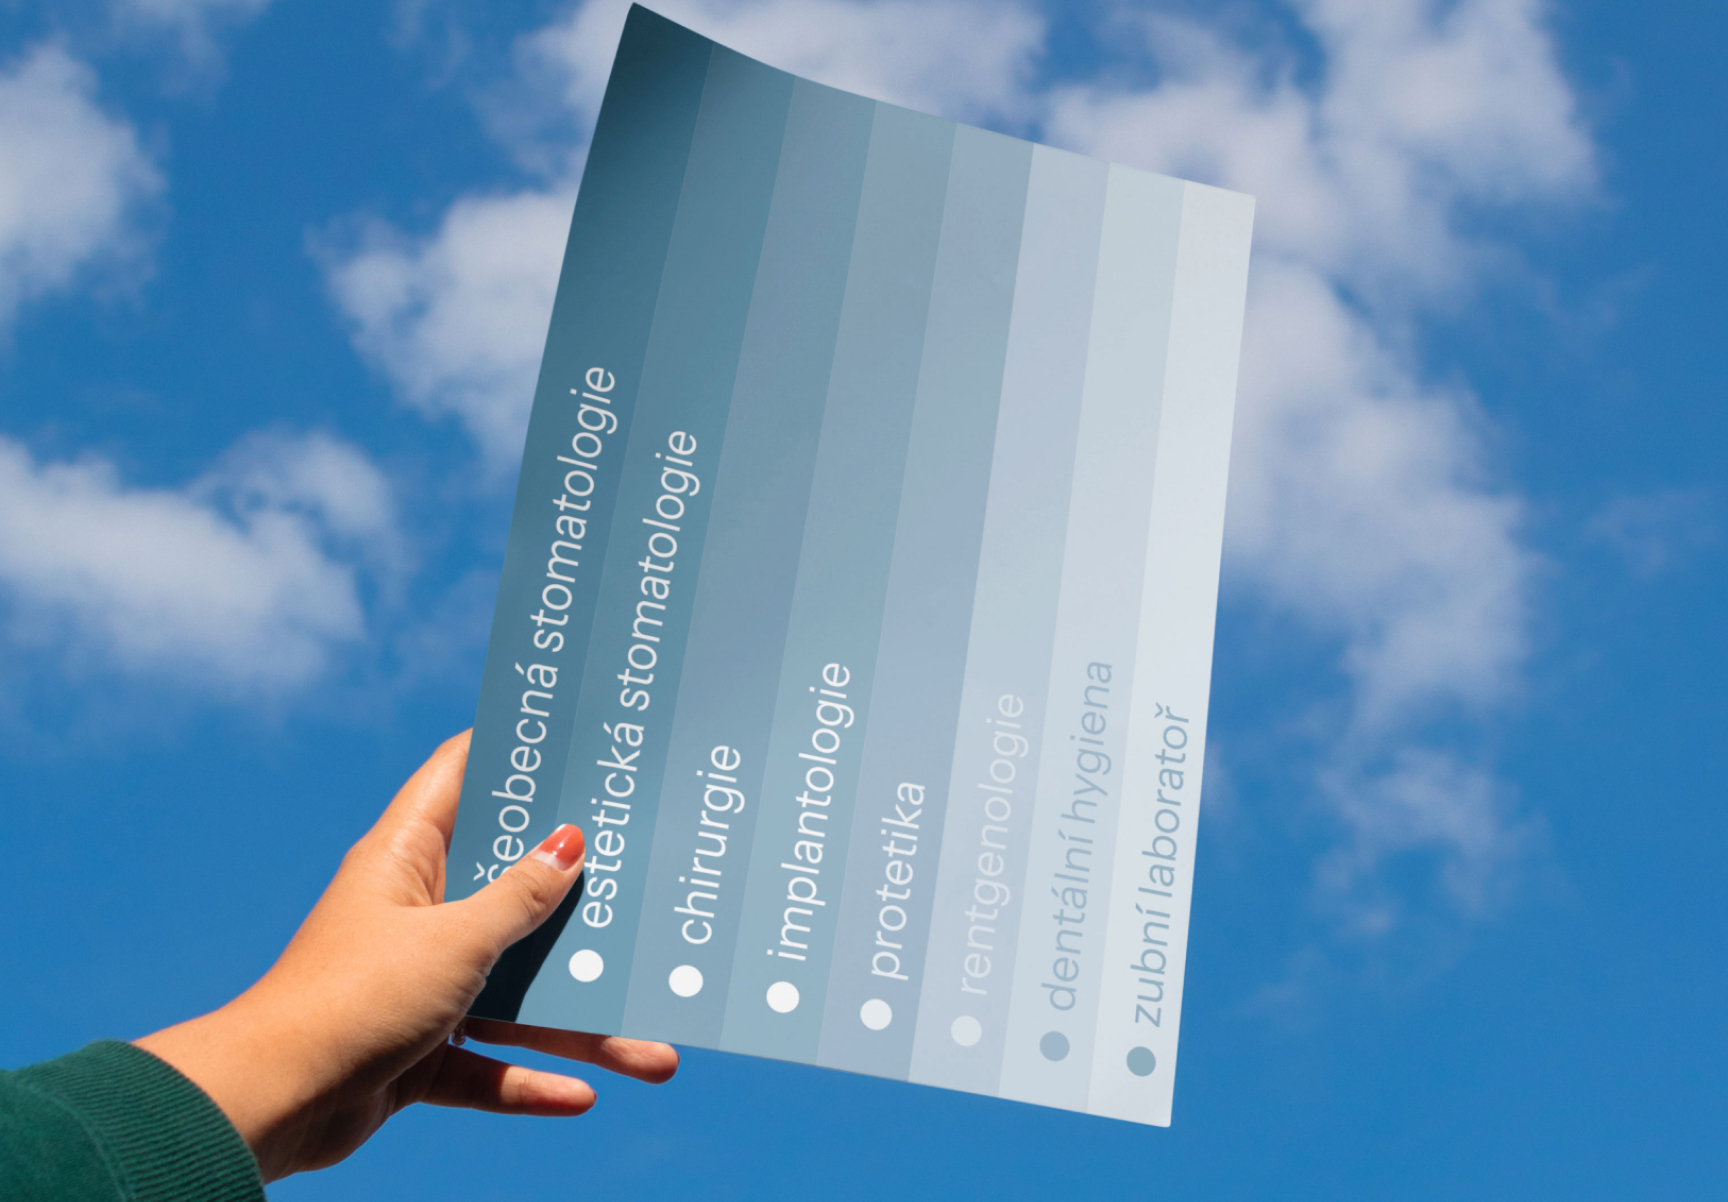 šeobecná stomatologie
estetická stomatologie
chirurgie
implantologie
protetika
rentgenologie
dentální hygiena
zubní laboratoř